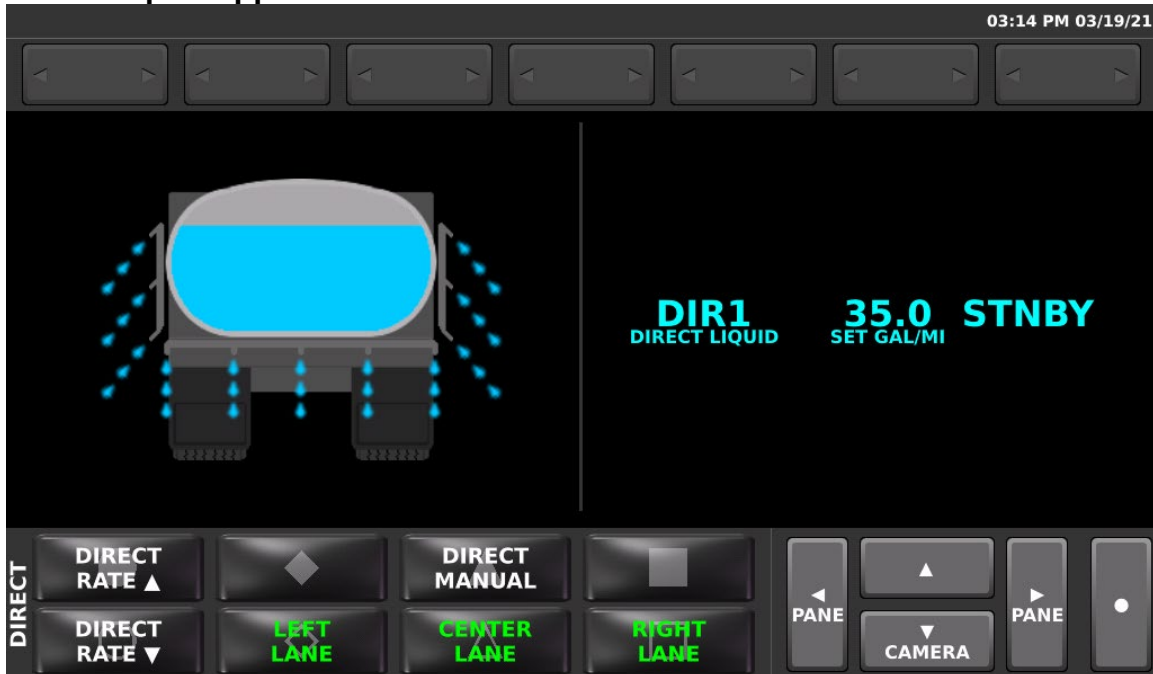 03:14 PM 03/19/21
DIR1
DIRECT LIQUID
35.0
SET GAL/MI
STNBY
DIRECT
DIRECT
RATE ▲
DIRECT
MANUAL
DIRECT
RATE ▼
LEFT
LANE
CENTER
LANE
RIGHT
LANE
◄
PANE
▲
▼
CAMERA
►
PANE